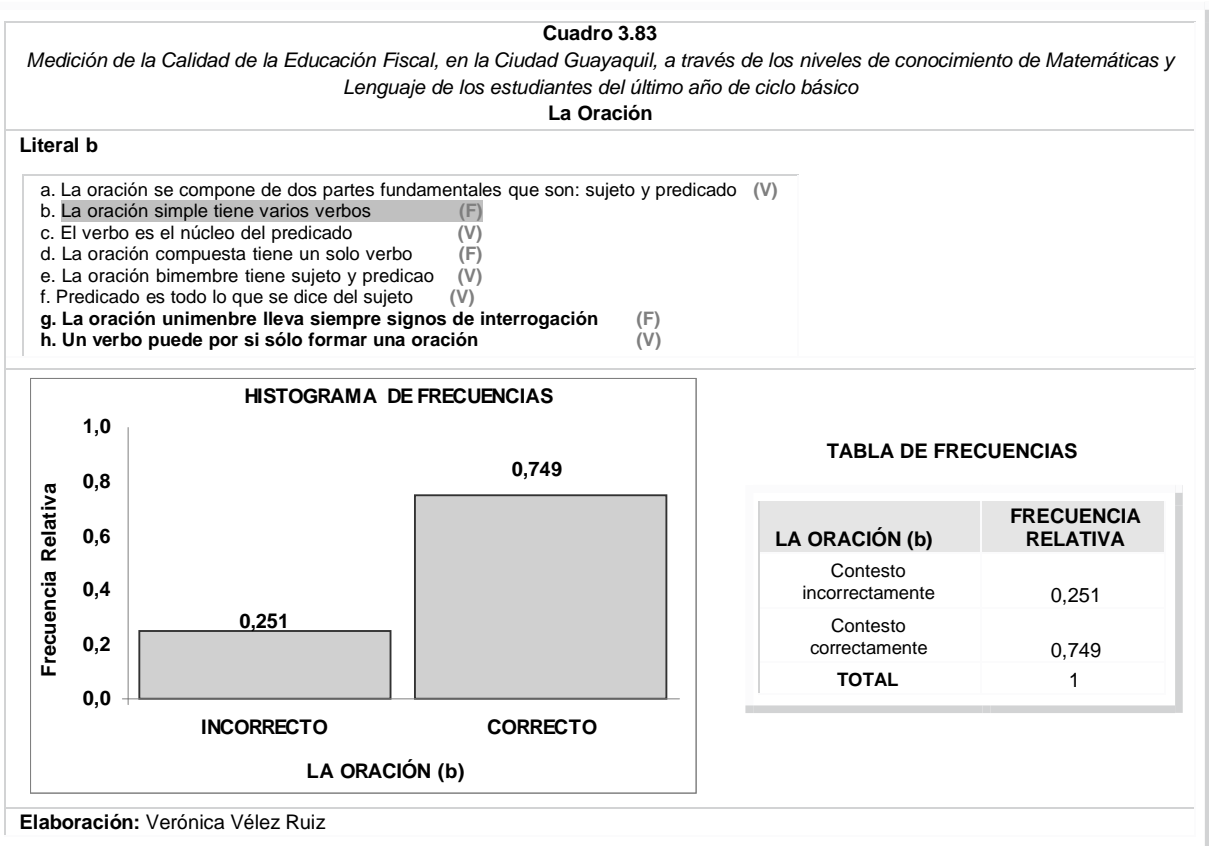 Cuadro 3.83
Medición de la Calidad de la Educación Fiscal, en la Ciudad Guayaquil, a través de los niveles de conocimiento de Matemáticas y
Lenguaje de los estudiantes del último año de ciclo básico
La Oración
Literal b
a. La oración se compone de dos partes fundamentales que son: sujeto y predicado (V)
b. La oración simple tiene varios verbos (F)
c. El verbo es el núcleo del predicado (V)
d. La oración compuesta tiene un solo verbo (F)
e. La oración bimembre tiene sujeto y predicao (V)
f. Predicado es todo lo que se dice del sujeto (V)
g. La oración unimenbre lleva siempre signos de interrogación (F)
h. Un verbo puede por si sólo formar una oración (V)
HISTOGRAMA DE FRECUENCIAS
Frecuencia Relativa
1,0
0,8
0,6
0,4
0,2
0,0
0,251
0,749
INCORRECTO CORRECTO
LA ORACIÓN (b)
TABLA DE FRECUENCIAS
LA ORACIÓN (b) FRECUENCIA RELATIVA
Contesto
incorrectamente 0,251
Contesto
correctamente 0,749
TOTAL 1
Elaboración: Verónica Vélez Ruiz